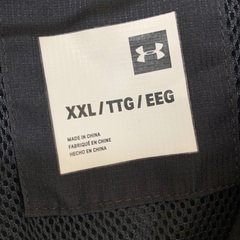 XXL / TTG / EEG
MADE IN CHINA
FABRIQUÉ EN CHINE
HECHO EN CHINA